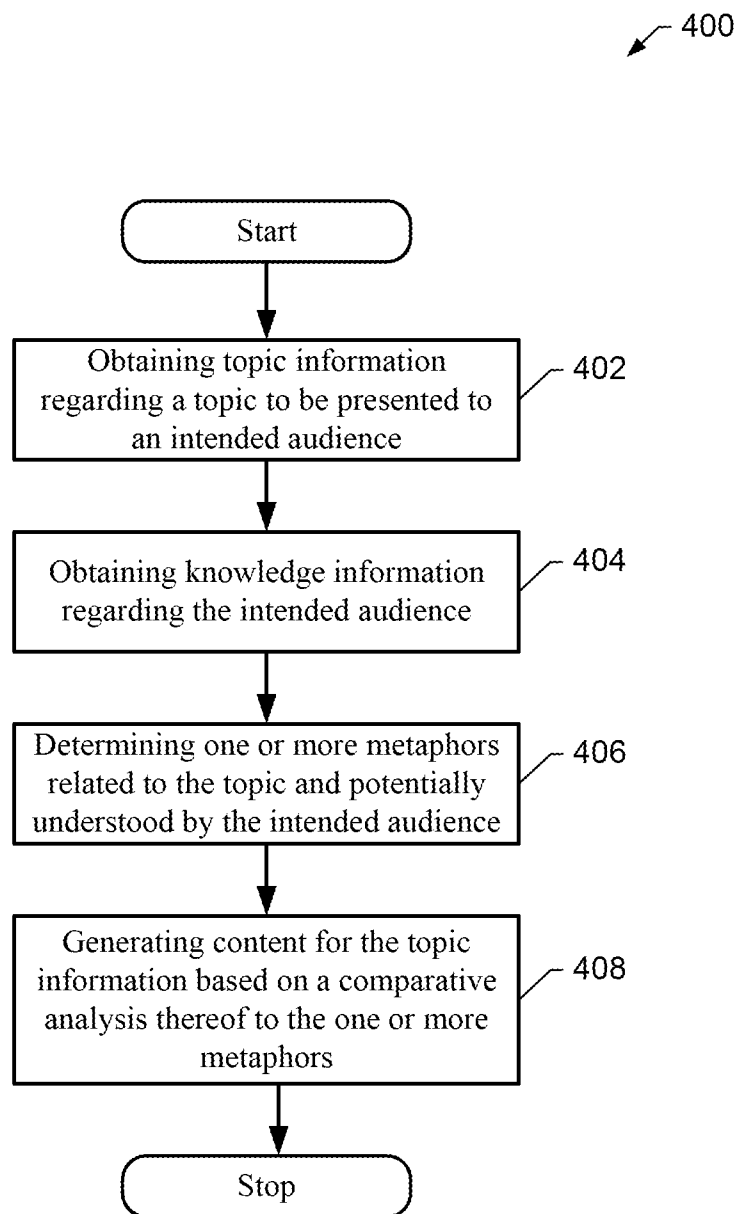 400
Start
Obtaining topic information
regarding a topic to be presented to
an intended audience
402
Obtaining knowledge information
regarding the intended audience
404
Determining one or more metaphors
related to the topic and potentially
understood by the intended audience
406
Generating content for the topic
information based on a comparative
analysis thereof to the one or more
metaphors
408
Stop